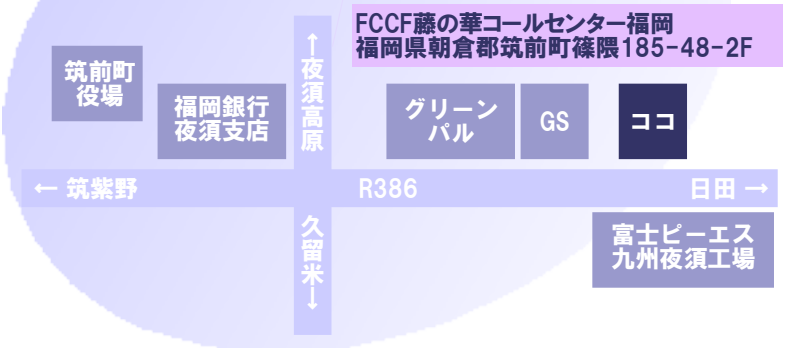 FCCF藤の華コールセンター福岡
福岡県朝倉郡筑前町篠隈185-48-2F
←夜須高原
筑前町
役場
福岡銀行
夜須支店
グリーン
パル
GS
ココ
← 筑紫野
R386
日田 →
久留米→
富士ピーエス
九州夜須工場